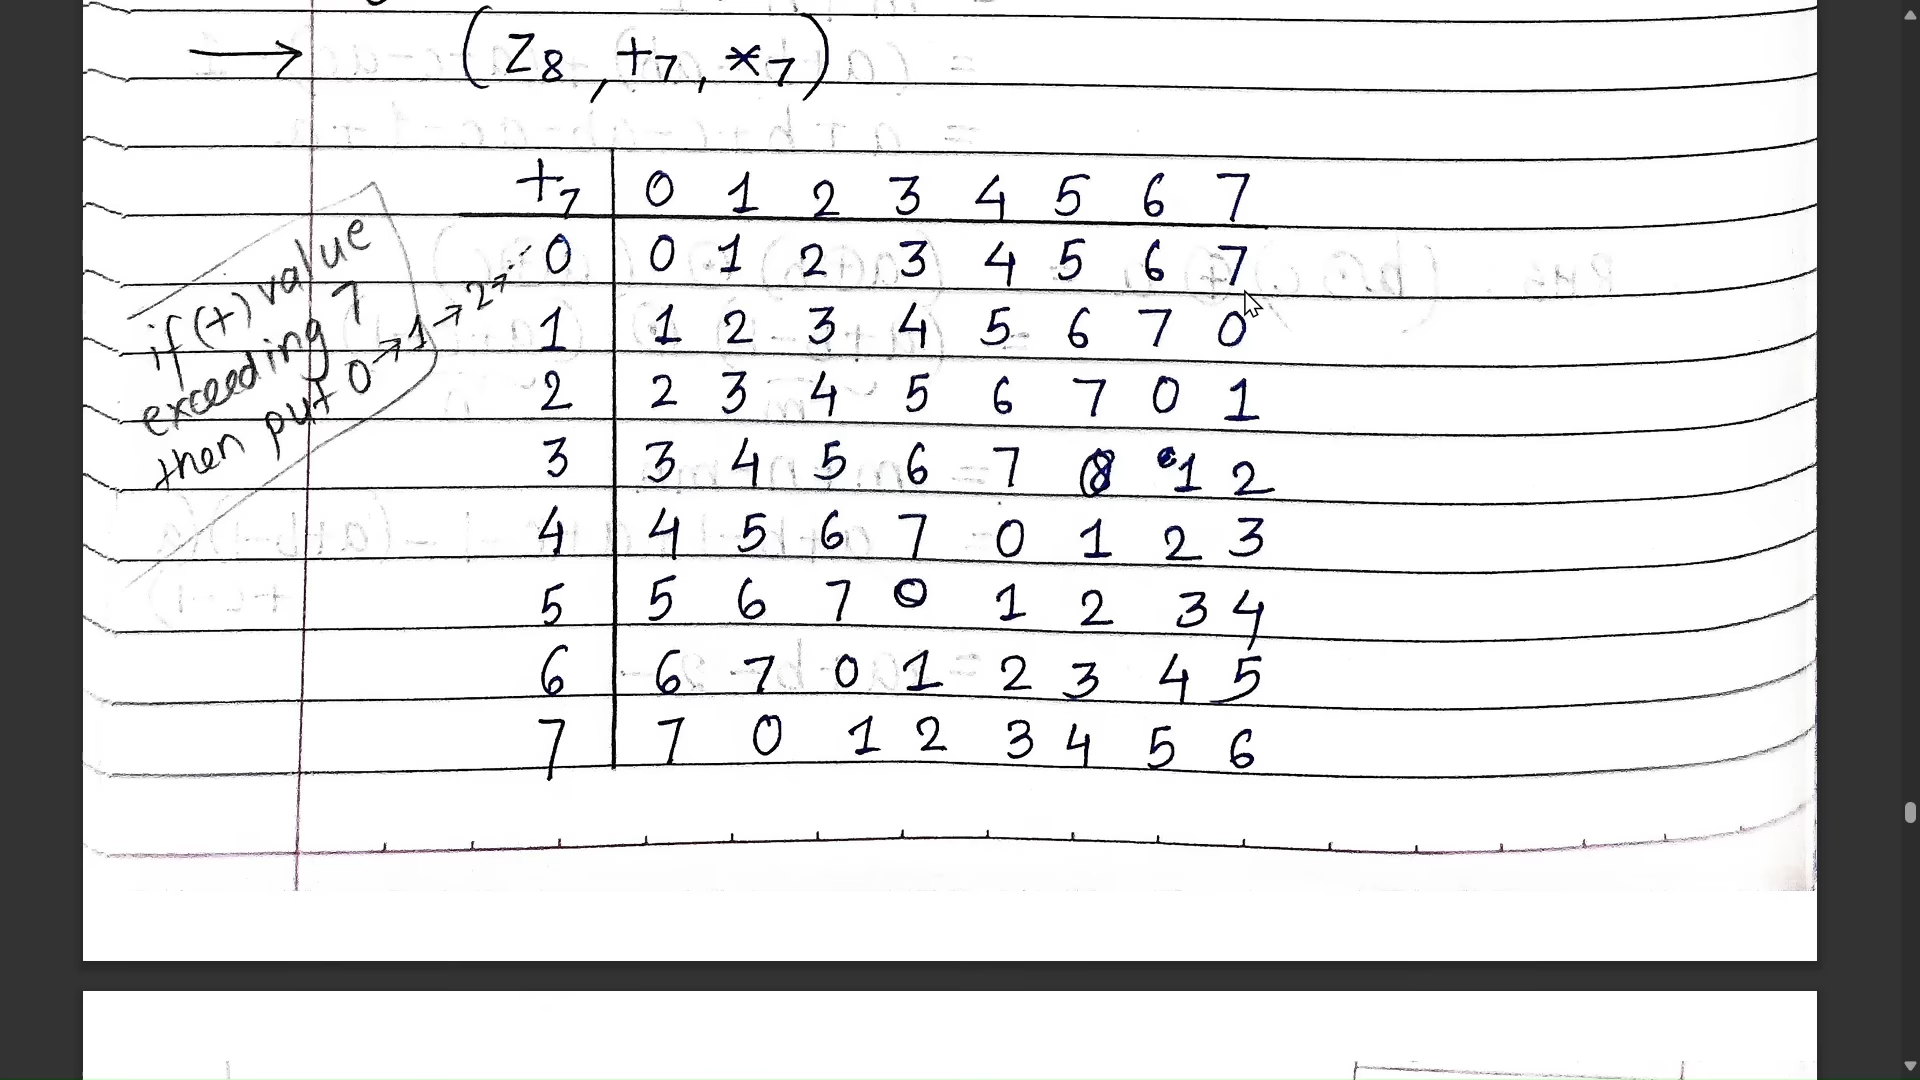 → (Z8, +7, *7)
+7 | 0 1 2 3 4 5 6 7
0 | 0 1 2 3 4 5 6 7
1 | 1 2 3 4 5 6 7 0
2 | 2 3 4 5 6 7 0 1
3 | 3 4 5 6 7 0 1 2
4 | 4 5 6 7 0 1 2 3
5 | 5 6 7 0 1 2 3 4
6 | 6 7 0 1 2 3 4 5
7 | 7 0 1 2 3 4 5 6
if (+) value
exceeding 7
then put 0→1→2→...